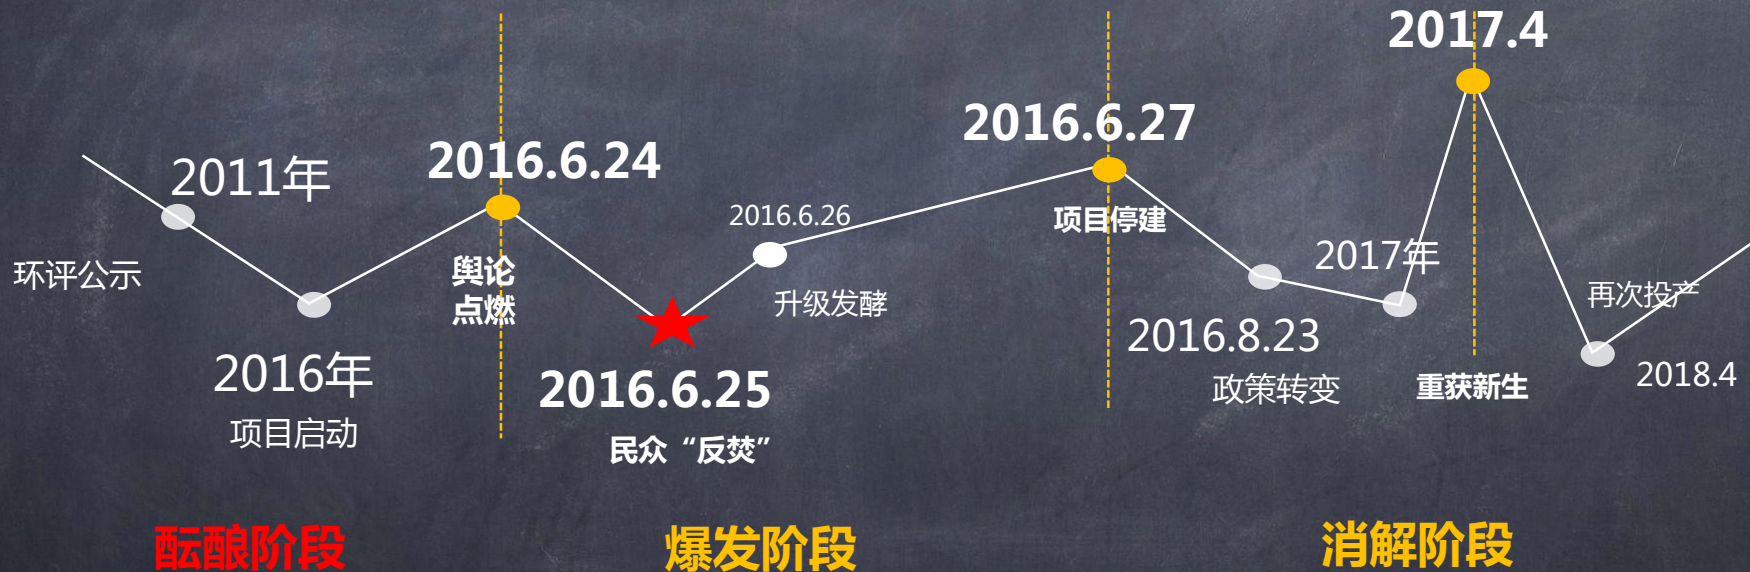 2011年
环评公示
2016年
项目启动
2016.6.24
舆论
点燃
2016.6.25
民众“反焚”
2016.6.26
升级发酵
2016.6.27
项目停建
2016.8.23
政策转变
2017年
2017.4
重获新生
再次投产
2018.4
酝酿阶段
爆发阶段
消解阶段